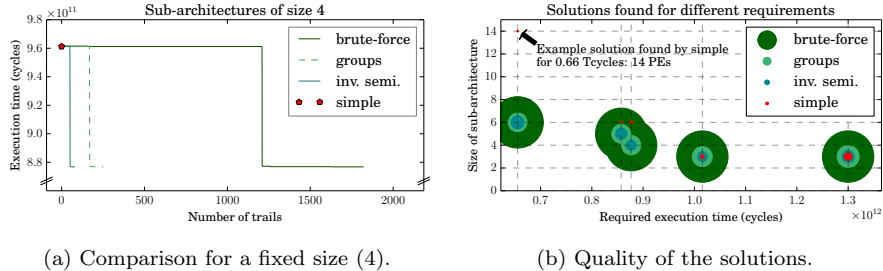 Sub-architectures of size 4
9.8 ×10¹¹
9.6
9.4
9.2
9.0
8.8
Execution time (cycles)
brute-force
groups
inv. semi.
simple
0 500 1000 1500 2000
Number of trails
(a) Comparison for a fixed size (4).
Solutions found for different requirements
14
12
10
8
6
4
2
0
Size of sub-architecture
Example solution found by simple
for 0.66 Tcycles: 14 PEs
brute-force
groups
inv. semi.
simple
0.7 0.8 0.9 1.0 1.1 1.2 1.3
×10¹²
Required execution time (cycles)
(b) Quality of the solutions.